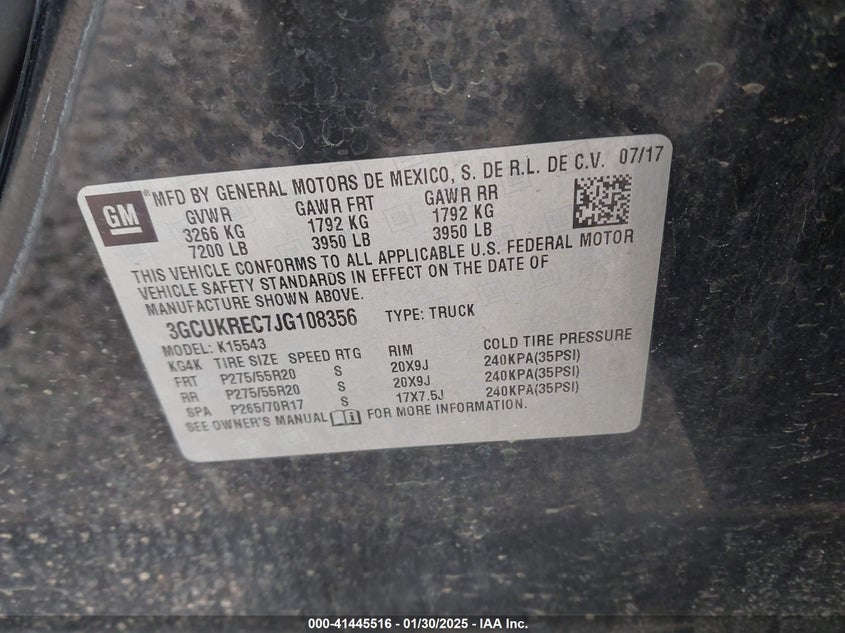 GM ® MFD BY GENERAL MOTORS DE MEXICO, S. DE R.L. DE C.V. 07/17
GVWR GAWR FRT GAWR RR
3266 KG 1792 KG 1792 KG
7200 LB 3950 LB 3950 LB
THIS VEHICLE CONFORMS TO ALL APPLICABLE U.S. FEDERAL MOTOR
VEHICLE SAFETY STANDARDS IN EFFECT ON THE DATE OF
MANUFACTURE SHOWN ABOVE.
3GCUKREC7JG108356 TYPE: TRUCK
MODEL: K15543
KG4K TIRE SIZE SPEED RTG RIM COLD TIRE PRESSURE
FRT P275/55R20 S 20X9J 240KPA(35PSI)
RR P275/55R20 S 20X9J 240KPA(35PSI)
SPA P265/70R17 S 17X7.5J 240KPA(35PSI)
SEE OWNER'S MANUAL FOR MORE INFORMATION.
000-41445516 - 01/30/2025 - IAA Inc.